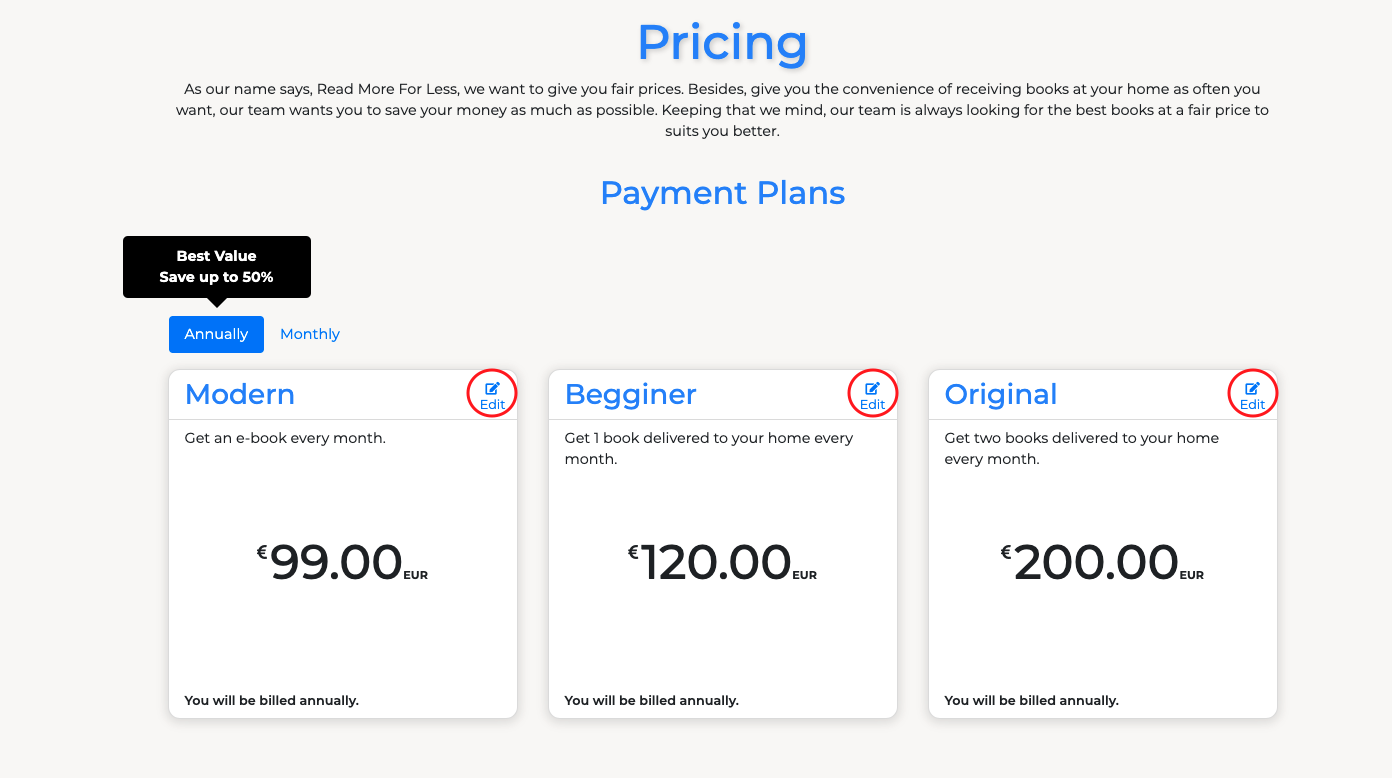 Pricing
As our name says, Read More For Less, we want to give you fair prices. Besides, give you the convenience of receiving books at your home as often you
want, our team wants you to save your money as much as possible. Keeping that we mind, our team is always looking for the best books at a fair price to
suits you better.
Payment Plans
Best Value
Save up to 50%
Annually Monthly
Modern Edit
Get an e-book every month.
€99.00 EUR
You will be billed annually.
Begginer Edit
Get 1 book delivered to your home every
month.
€120.00 EUR
You will be billed annually.
Original Edit
Get two books delivered to your home
every month.
€200.00 EUR
You will be billed annually.